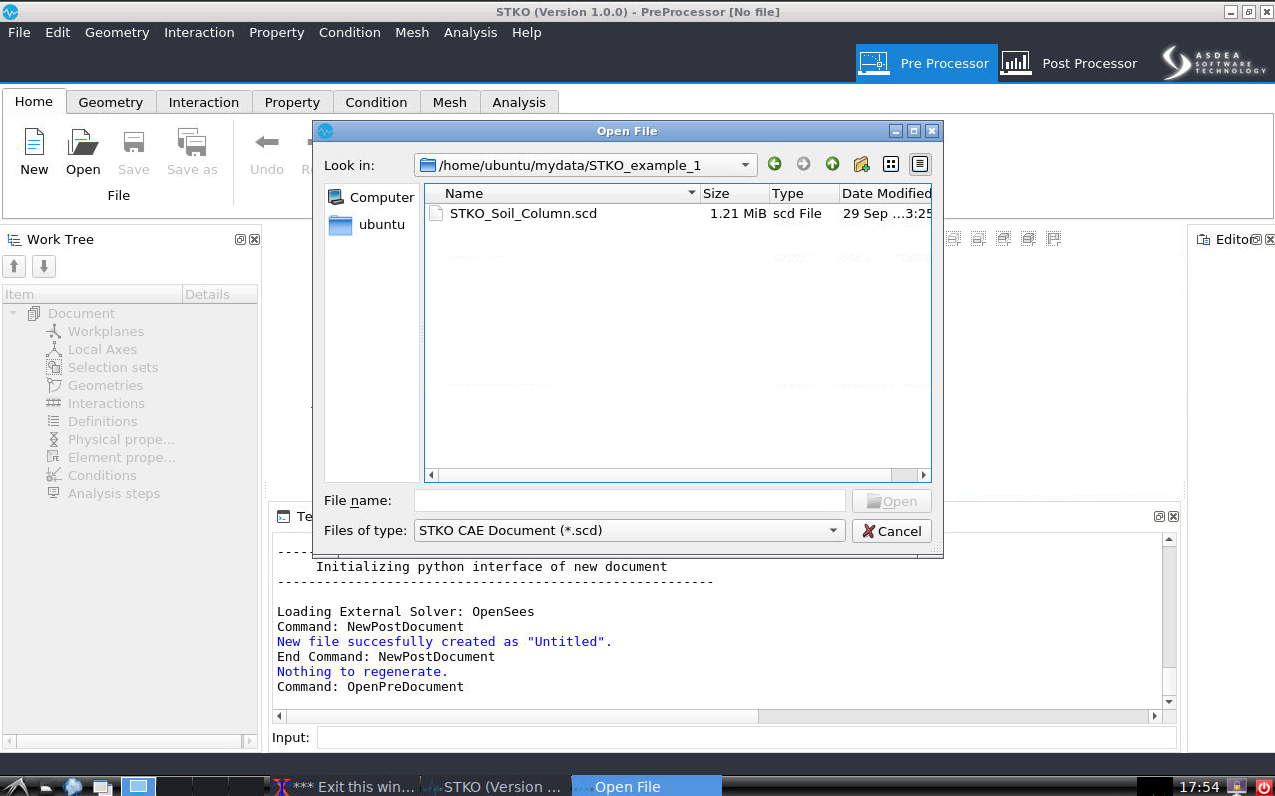 STKO (Version 1.0.0) - PreProcessor [No file]
File Edit Geometry Interaction Property Condition Mesh Analysis Help
Pre Processor Post Processor ASDEA SOFTWARE TECHNOLOGY
Home Geometry Interaction Property Condition Mesh Analysis
New Open Save Save as Undo
File
Open File
Look in: /home/ubuntu/mydata/STKO_example_1
Computer
ubuntu
Name Size Type Date Modified
STKO_Soil_Column.scd 1.21 MiB scd File 29 Sep ...3:25
File name: Open
Files of type: STKO CAE Document (*.scd) Cancel
Work Tree
Item Details
Document
Workplanes
Local Axes
Selection sets
Geometries
Interactions
Definitions
Physical prope...
Element prope...
Conditions
Analysis steps
Editor
Te
-----
Initializing python interface of new document
--------------------------------------------------------
Loading External Solver: OpenSees
Command: NewPostDocument
New file succesfully created as "Untitled".
End Command: NewPostDocument
Nothing to regenerate.
Command: OpenPreDocument
Input:
*** Exit this win... STKO (Version ... Open File 17:54